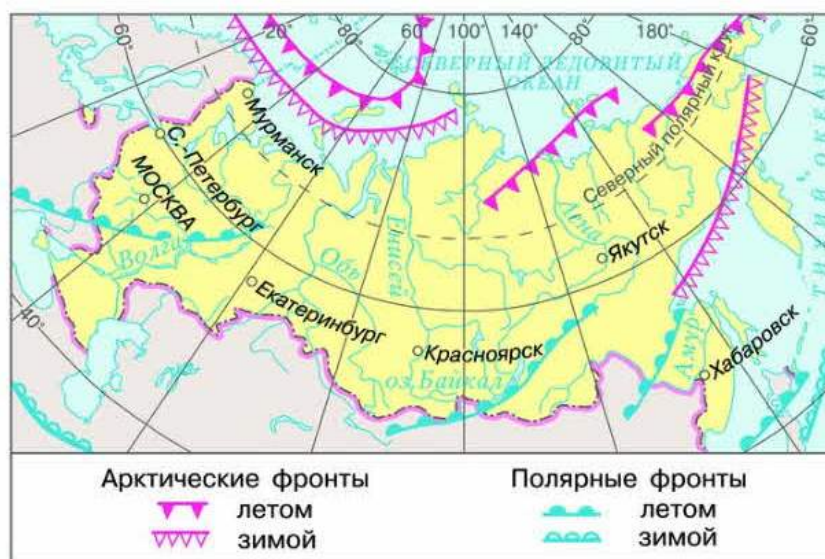 60°
20°
80°
60°
100°
140°
80°
180°
60°
СЕВЕРНЫЙ ЛЕДОВИТЫЙ
ОКЕАН
Северный полярный круг
ТИХИЙ ОКЕАН
Мурманск
С. Петербург
МОСКВА
Волга
Обь
Енисей
Лена
Якутск
Екатеринбург
Красноярск
оз. Байкал
Амур
Хабаровск
40°
Арктические фронты
летом
зимой
Полярные фронты
летом
зимой